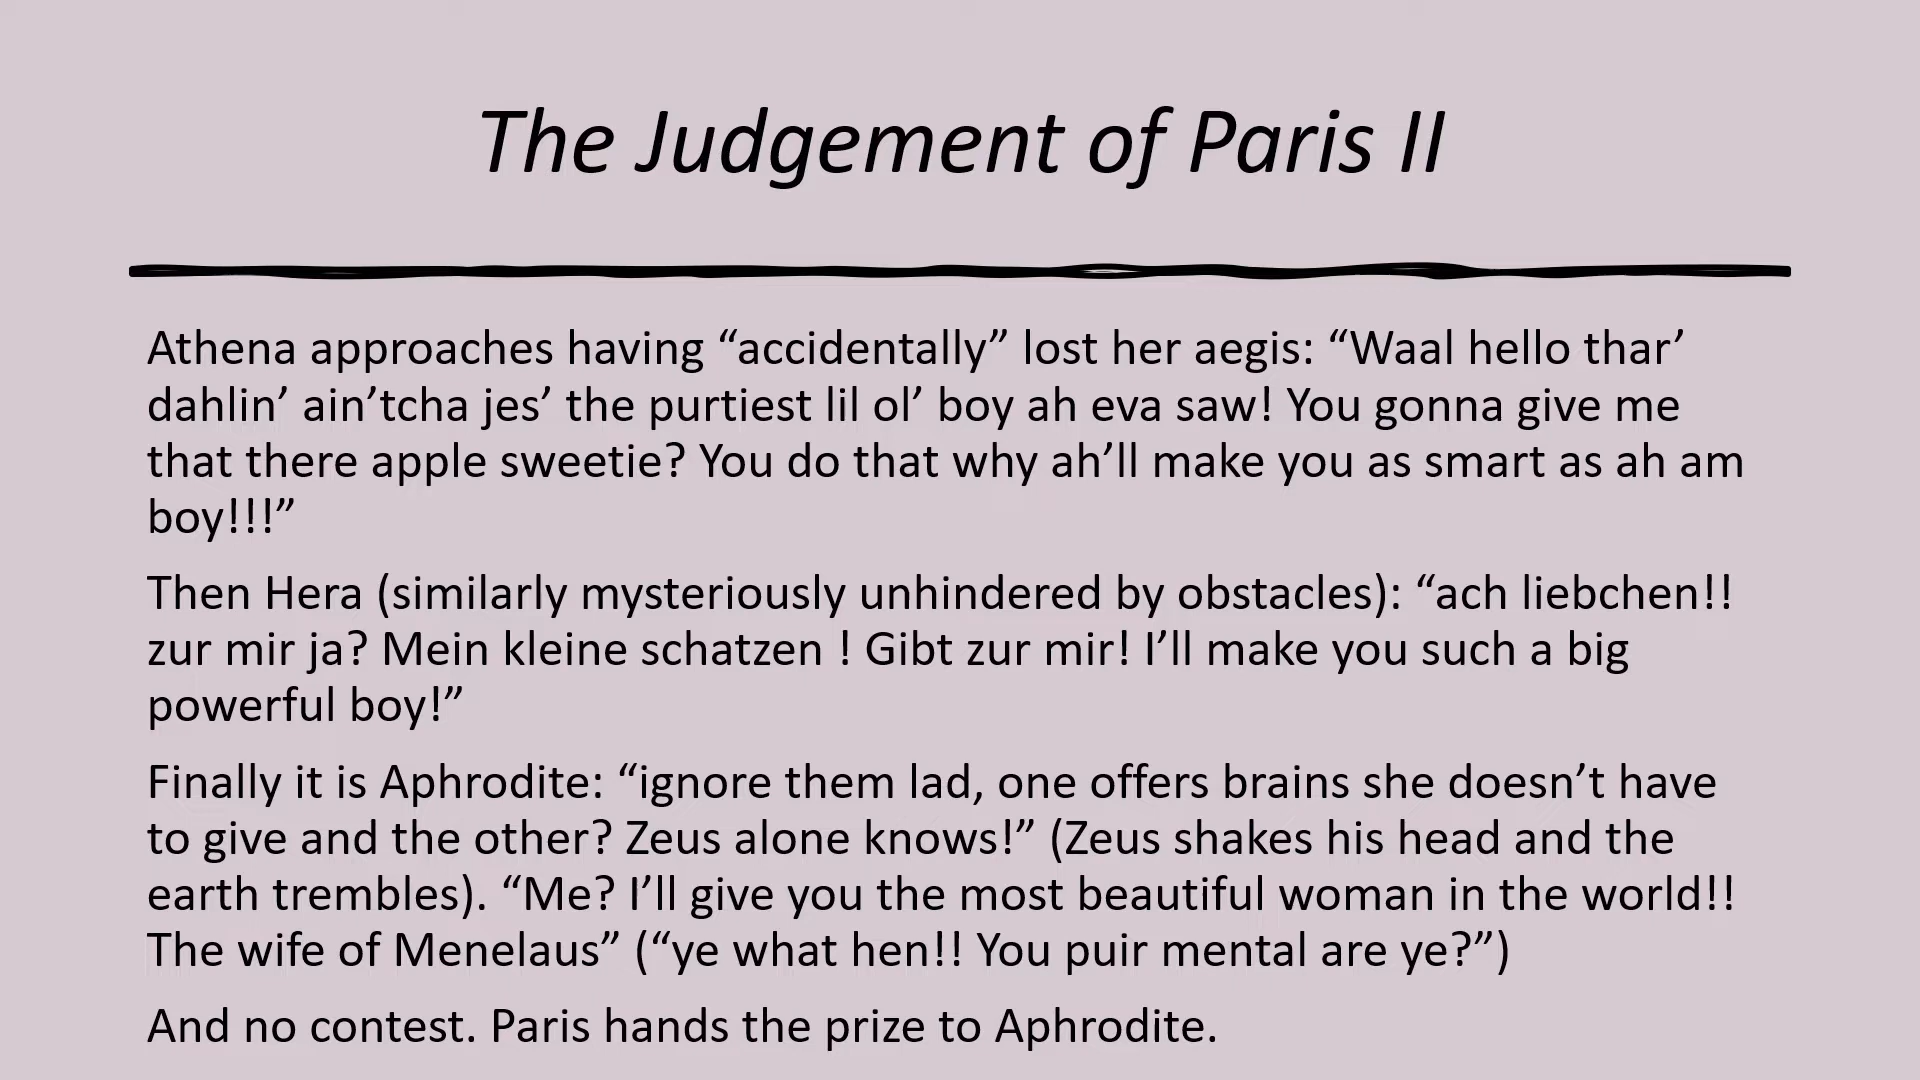 The Judgement of Paris II
Athena approaches having “accidentally” lost her aegis: “Waal hello thar’
dahlin’ ain’tcha jes’ the purtiest lil ol’ boy ah eva saw! You gonna give me
that there apple sweetie? You do that why ah’ll make you as smart as ah am
boy!!!”
Then Hera (similarly mysteriously unhindered by obstacles): “ach liebchen!!
zur mir ja? Mein kleine schatzen ! Gibt zur mir! I’ll make you such a big
powerful boy!”
Finally it is Aphrodite: “ignore them lad, one offers brains she doesn’t have
to give and the other? Zeus alone knows!” (Zeus shakes his head and the
earth trembles). “Me? I’ll give you the most beautiful woman in the world!!
The wife of Menelaus” (“ye what hen!! You puir mental are ye?”)
And no contest. Paris hands the prize to Aphrodite.